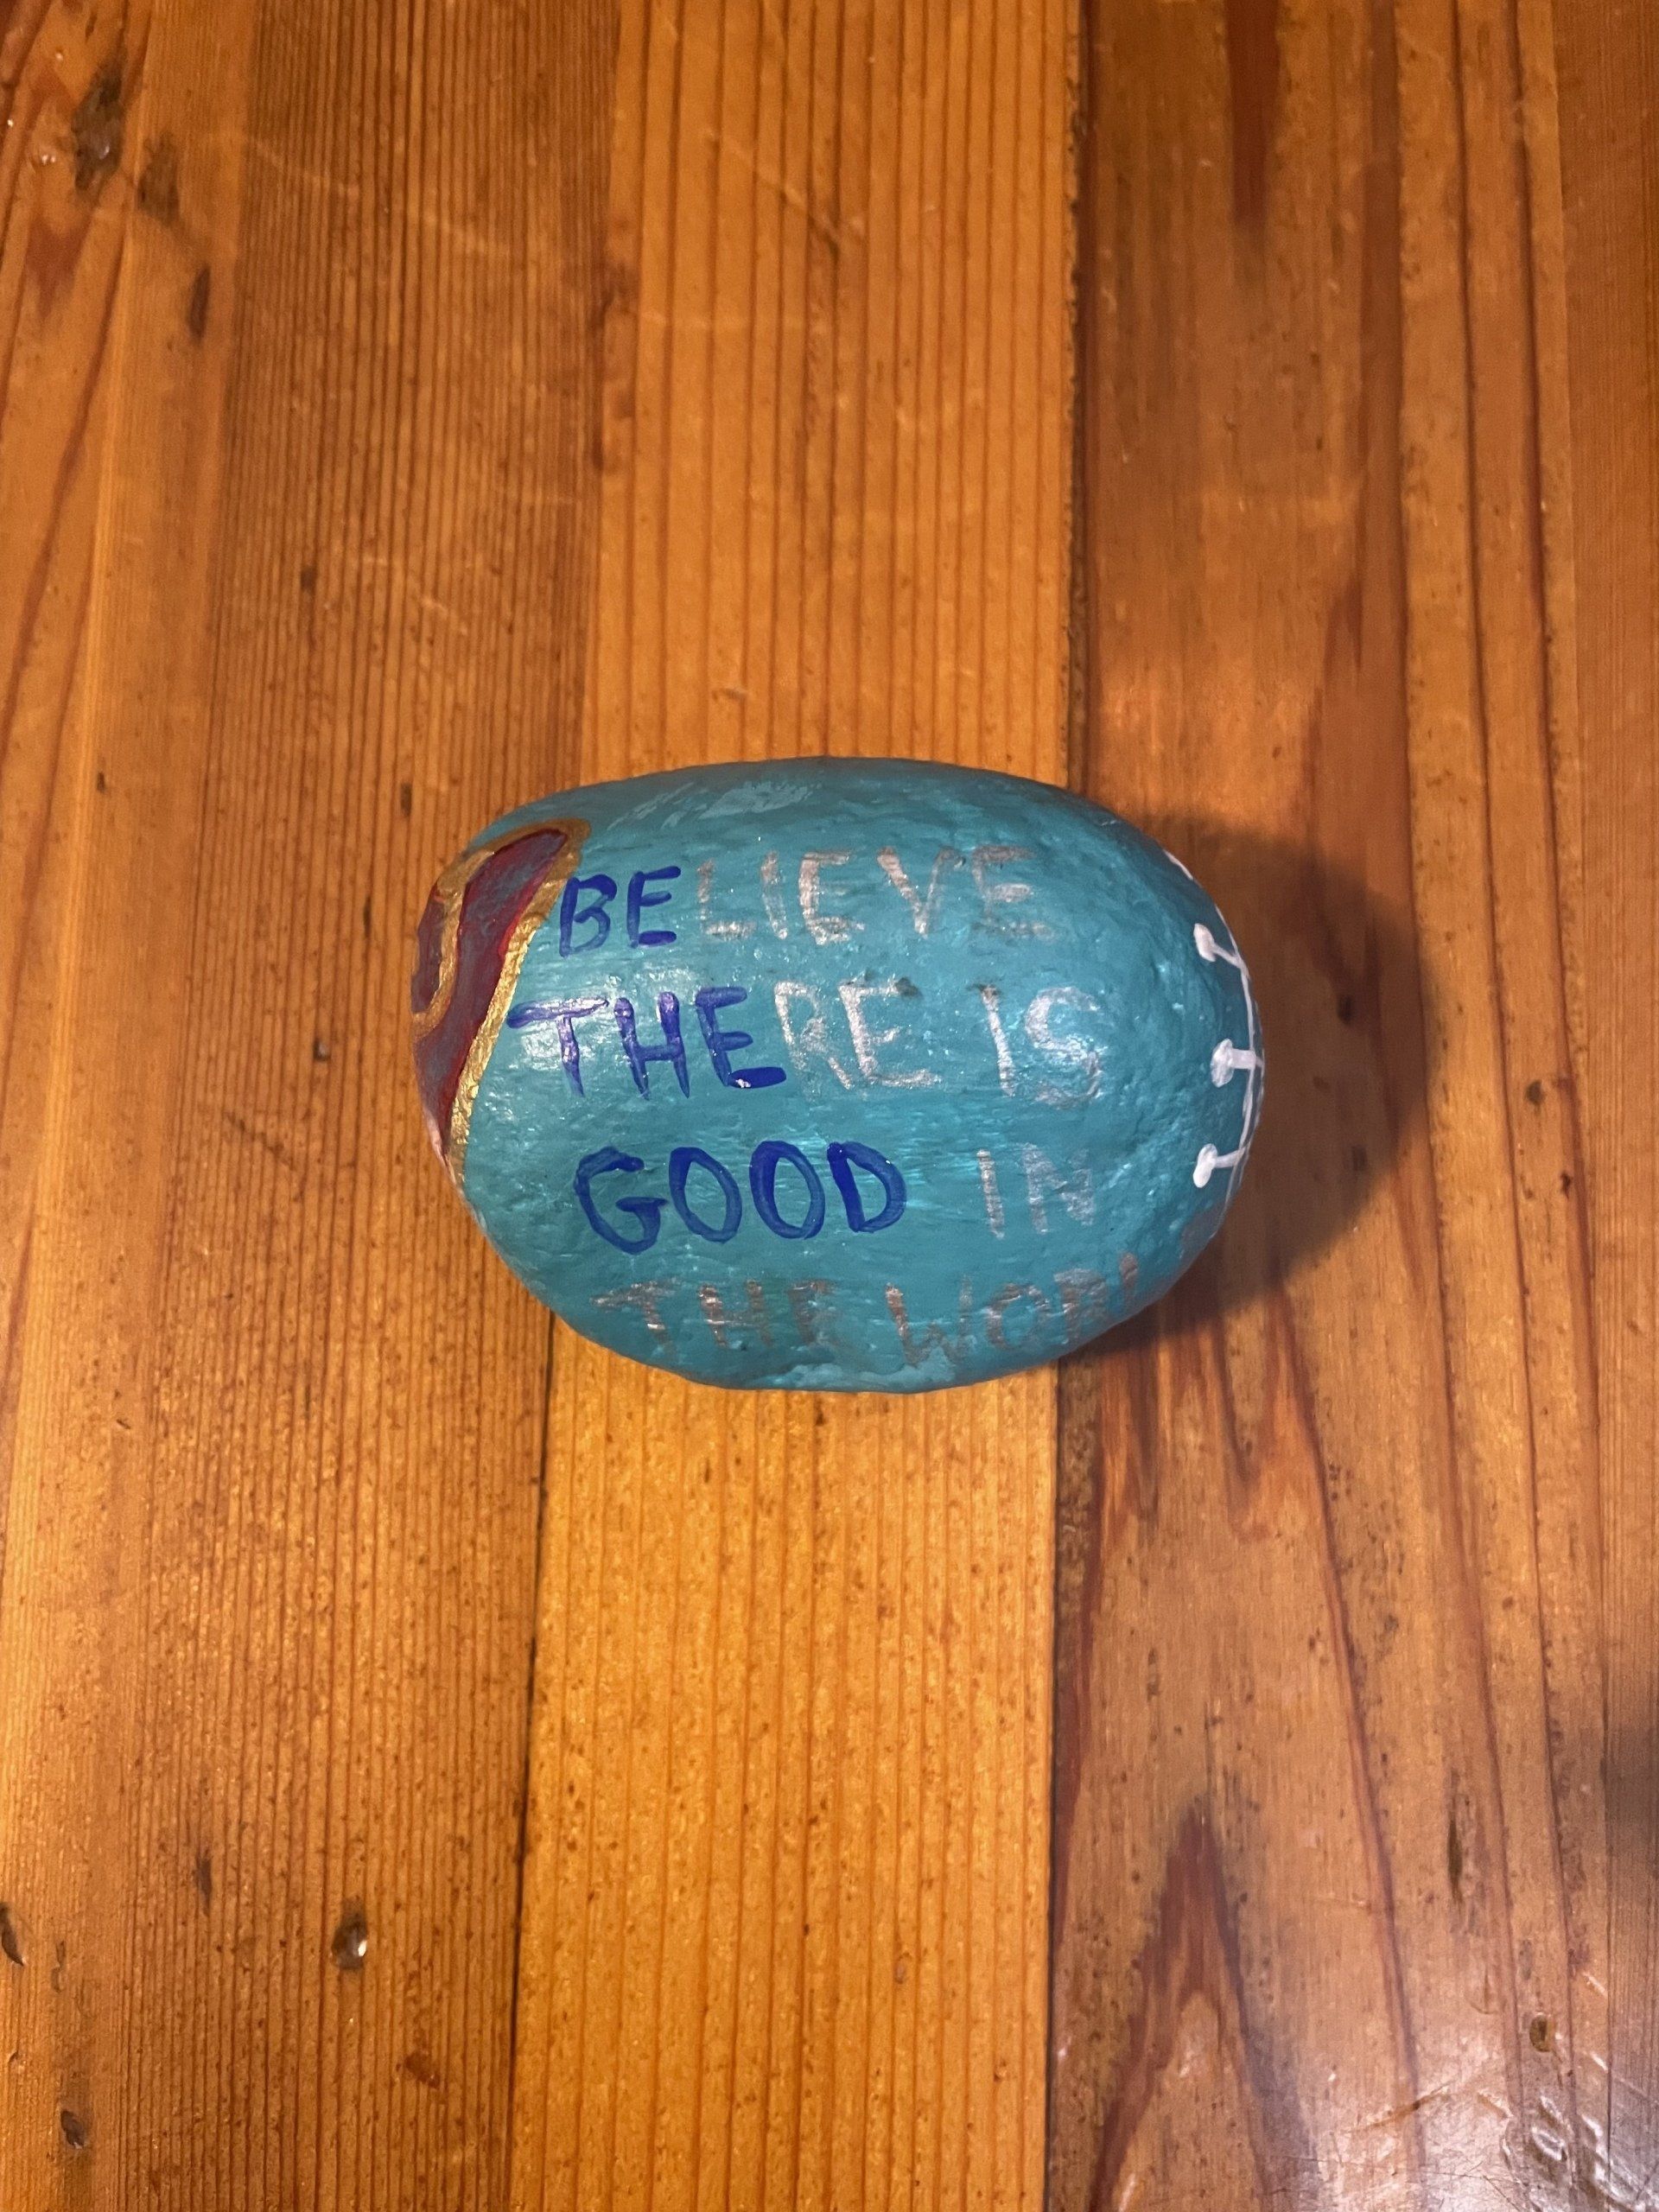 BELIEVE
THERE IS
GOOD IN
THE WORL